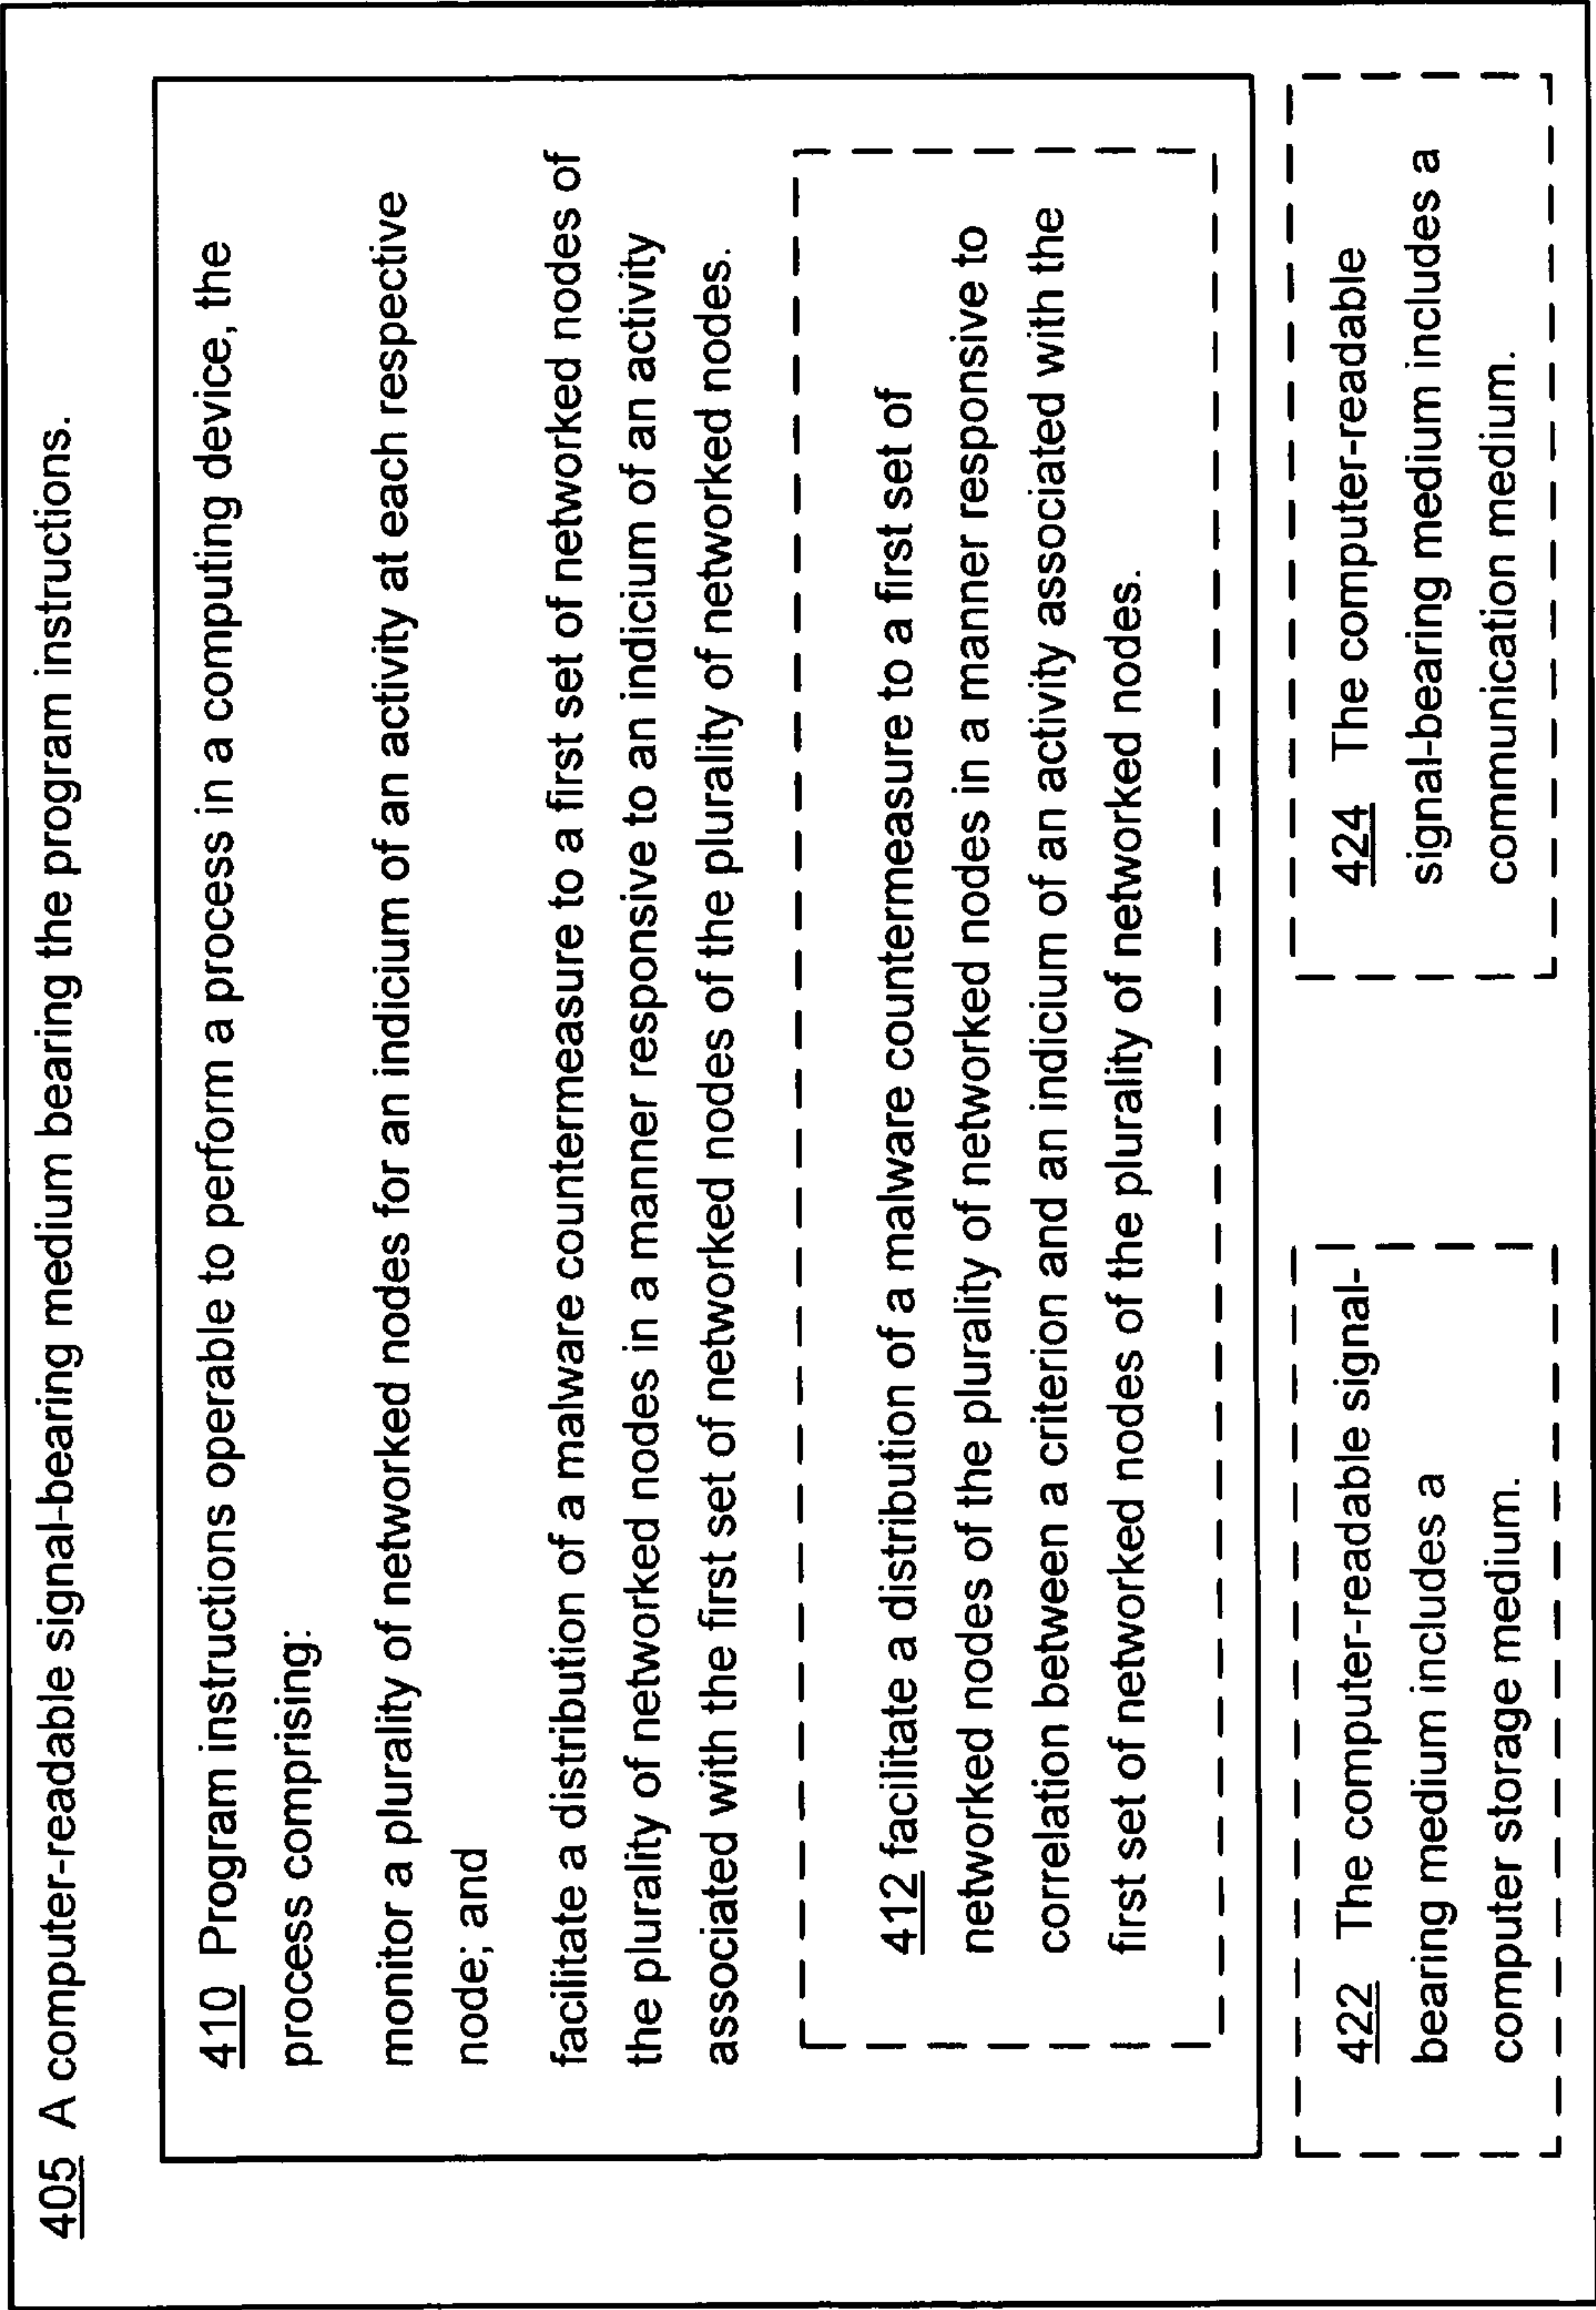 405 A computer-readable signal-bearing medium bearing the program instructions.
410 Program instructions operable to perform a process in a computing device, the
process comprising:
monitor a plurality of networked nodes for an indicium of an activity at each respective
node; and
facilitate a distribution of a malware countermeasure to a first set of networked nodes of
the plurality of networked nodes in a manner responsive to an indicium of an activity
associated with the first set of networked nodes of the plurality of networked nodes.
412 facilitate a distribution of a malware countermeasure to a first set of
networked nodes of the plurality of networked nodes in a manner responsive to
correlation between a criterion and an indicium of an activity associated with the
first set of networked nodes of the plurality of networked nodes.
422 The computer-readable signal-
bearing medium includes a
computer storage medium.
424 The computer-readable
signal-bearing medium includes a
communication medium.